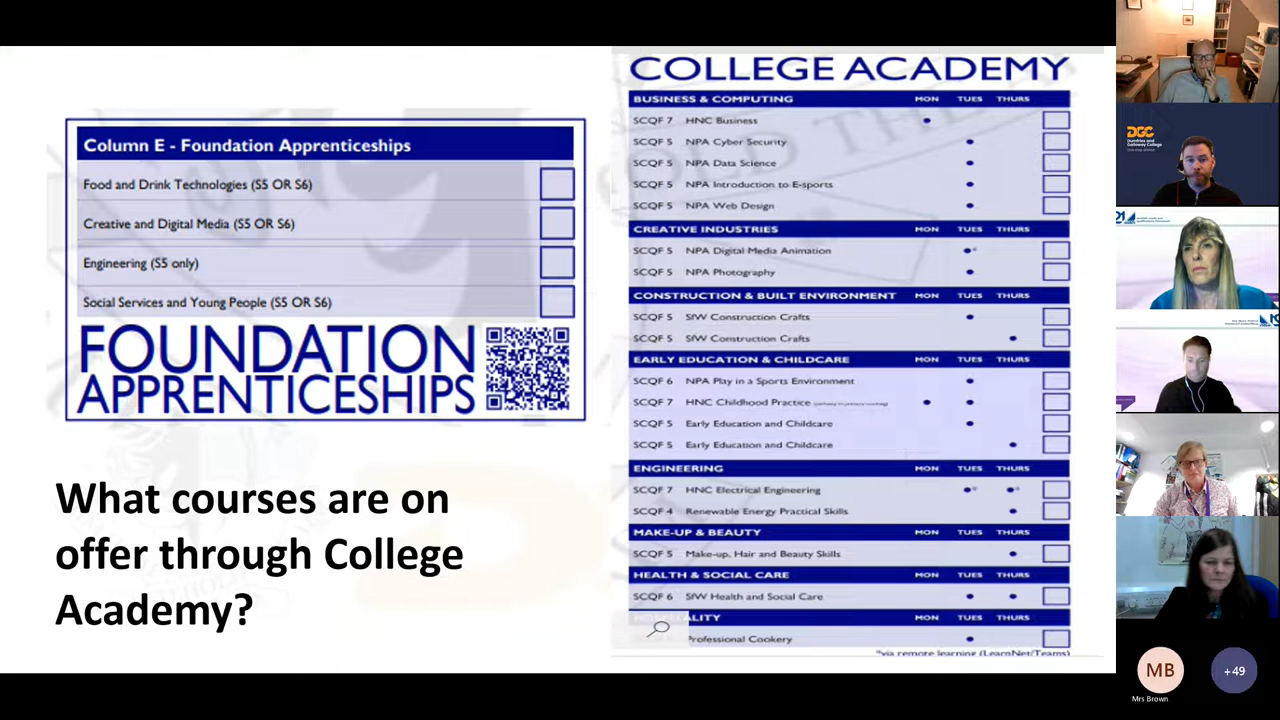 Column E - Foundation Apprenticeships
Food and Drink Technologies (S5 OR S6)
Creative and Digital Media (S5 OR S6)
Engineering (S5 only)
Social Services and Young People (S5 OR S6)
FOUNDATION
APPRENTICESHIPS
What courses are on
offer through College
Academy?
COLLEGE ACADEMY
BUSINESS & COMPUTING MON TUES THURS
SCQF 7 HNC Business
SCQF 5 NPA Cyber Security
SCQF 5 NPA Data Science
SCQF 5 NPA Introduction to E-sports
SCQF 5 NPA Web Design
CREATIVE INDUSTRIES MON TUES THURS
SCQF 5 NPA Digital Media Animation
SCQF 5 NPA Photography
CONSTRUCTION & BUILT ENVIRONMENT MON TUES THURS
SCQF 5 SfW Construction Crafts
SCQF 5 SfW Construction Crafts
EARLY EDUCATION & CHILDCARE MON TUES THURS
SCQF 6 NPA Play in a Sports Environment
SCQF 7 HNC Childhood Practice
SCQF 5 Early Education and Childcare
SCQF 5 Early Education and Childcare
ENGINEERING MON TUES THURS
SCQF 7 HNC Electrical Engineering
SCQF 4 Renewable Energy Practical Skills
MAKE-UP & BEAUTY MON TUES THURS
SCQF 5 Make-up, Hair and Beauty Skills
HEALTH & SOCIAL CARE MON TUES THURS
SCQF 6 SfW Health and Social Care
MON TUES THURS
Professional Cookery
*via remote learning (LearnNet/Teams)
DGC
Dumfries and
Galloway College
One step ahead
MB
+49
Mrs Brown